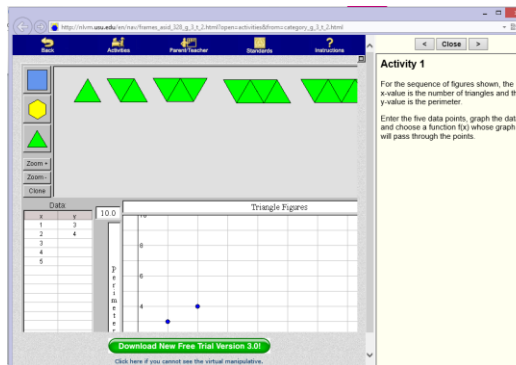 http://nlvm.usu.edu/en/nav/frames_asid_328_g_3_t_2.html?open=activities&from=category_g_3_t_2.html
Back
Activities
Parent/Teacher
Standards
Instructions
Zoom +
Zoom-
Clone
Data
x y
1 3
2 4
3
4
5
10.0
Triangle Figures
10
8
6
4
Perimeter
Download New Free Trial Version 3.0!
Click here if you cannot see the virtual manipulative.
< Close >
Activity 1
For the sequence of figures shown, the
x-value is the number of triangles and th
y-value is the perimeter.
Enter the five data points, graph the dat
and choose a function f(x) whose graph
will pass through the points.